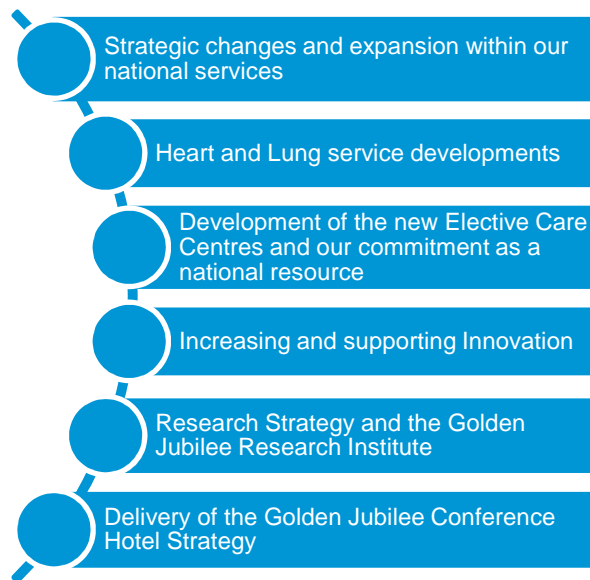 Strategic changes and expansion within our
national services
Heart and Lung service developments
Development of the new Elective Care
Centres and our commitment as a
national resource
Increasing and supporting Innovation
Research Strategy and the Golden
Jubilee Research Institute
Delivery of the Golden Jubilee Conference
Hotel Strategy